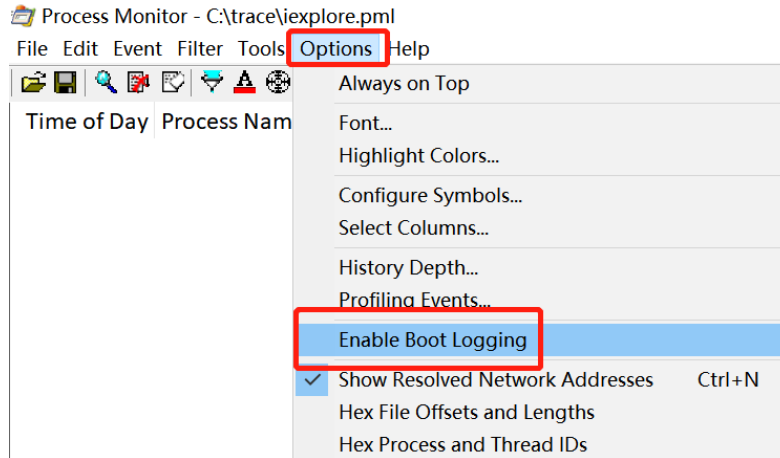 Process Monitor - C:\trace\iexplore.pml
File Edit Event Filter Tools Options Help
Time of Day Process Nam
Always on Top
Font...
Highlight Colors...
Configure Symbols...
Select Columns...
History Depth...
Profiling Events...
Enable Boot Logging
Show Resolved Network Addresses Ctrl+N
Hex File Offsets and Lengths
Hex Process and Thread IDs